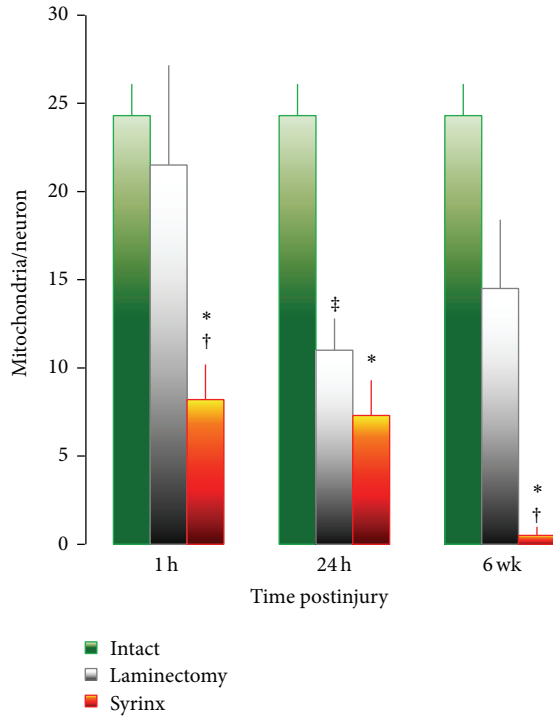 30
25
20
15
10
5
0
Mitochondria/neuron
*
†
‡
*
*
†
1 h 24 h 6 wk
Time postinjury
Intact
Laminectomy
Syrinx